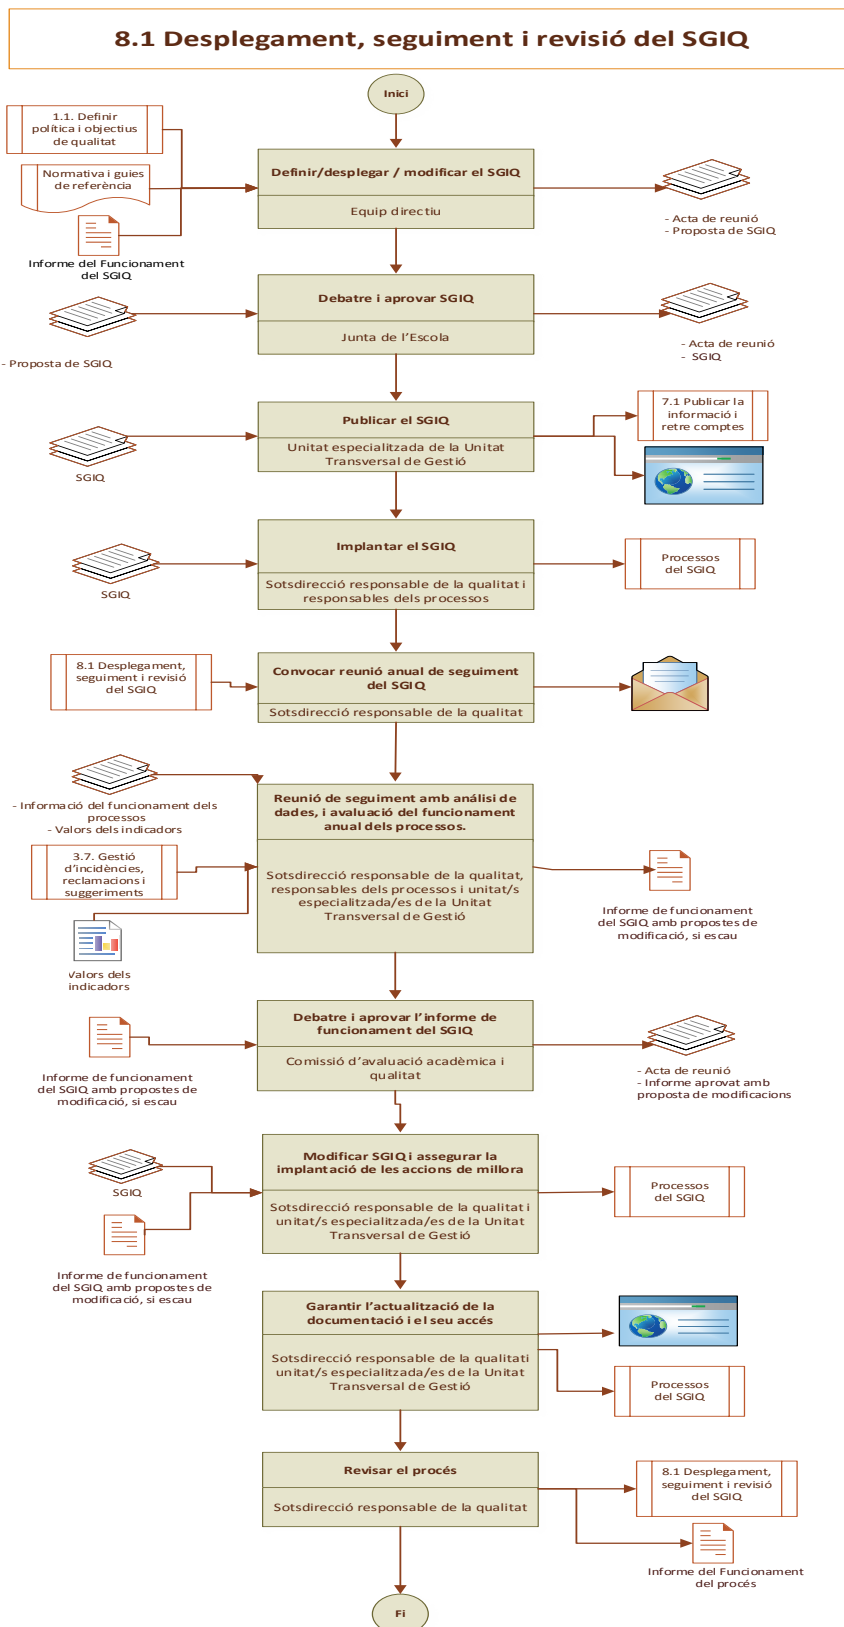 8.1 Desplegament, seguiment i revisió del SGIQ
Inici
1.1. Definir
política i objectius
de qualitat
Normativa i guies
de referència
Informe del Funcionament
del SGIQ
Definir/desplegar / modificar el SGIQ
Equip directiu
- Acta de reunió
- Proposta de SGIQ
- Proposta de SGIQ
Debatre i aprovar SGIQ
Junta de l’Escola
- Acta de reunió
- SGIQ
SGIQ
Publicar el SGIQ
Unitat especialitzada de la Unitat
Transversal de Gestió
7.1 Publicar la
informació i
retre comptes
SGIQ
Implantar el SGIQ
Sotsdirecció responsable de la qualitat i
responsables dels processos
Processos
del SGIQ
8.1 Desplegament,
seguiment i revisió
del SGIQ
Convocar reunió anual de seguiment
del SGIQ
Sotsdirecció responsable de la qualitat
- Informació del funcionament dels
processos
- Valors dels indicadors
3.7. Gestió
d’incidències,
reclamacions i
suggeriments
Valors dels
indicadors
Reunió de seguiment amb análisi de
dades, i avaluació del funcionament
anual dels processos.
Sotsdirecció responsable de la qualitat,
responsables dels processos i unitat/s
especialitzada/es de la Unitat
Transversal de Gestió
Informe de funcionament
del SGIQ amb propostes de
modificació, si escau
Informe de funcionament
del SGIQ amb propostes de
modificació, si escau
Debatre i aprovar l’informe de
funcionament del SGIQ
Comissió d’avaluació acadèmica i
qualitat
- Acta de reunió
- Informe aprovat amb
proposta de modificacions
SGIQ
Informe de funcionament
del SGIQ amb propostes de
modificació, si escau
Modificar SGIQ i assegurar la
implantació de les accions de millora
Sotsdirecció responsable de la qualitat i
unitat/s especialitzada/es de la Unitat
Transversal de Gestió
Processos
del SGIQ
Garantir l’actualització de la
documentació i el seu accés
Sotsdirecció responsable de la qualitati
unitat/s especialitzada/es de la Unitat
Transversal de Gestió
Processos
del SGIQ
Revisar el procés
Sotsdirecció responsable de la qualitat
8.1 Desplegament,
seguiment i revisió
del SGIQ
Informe del Funcionament
del procés
Fi